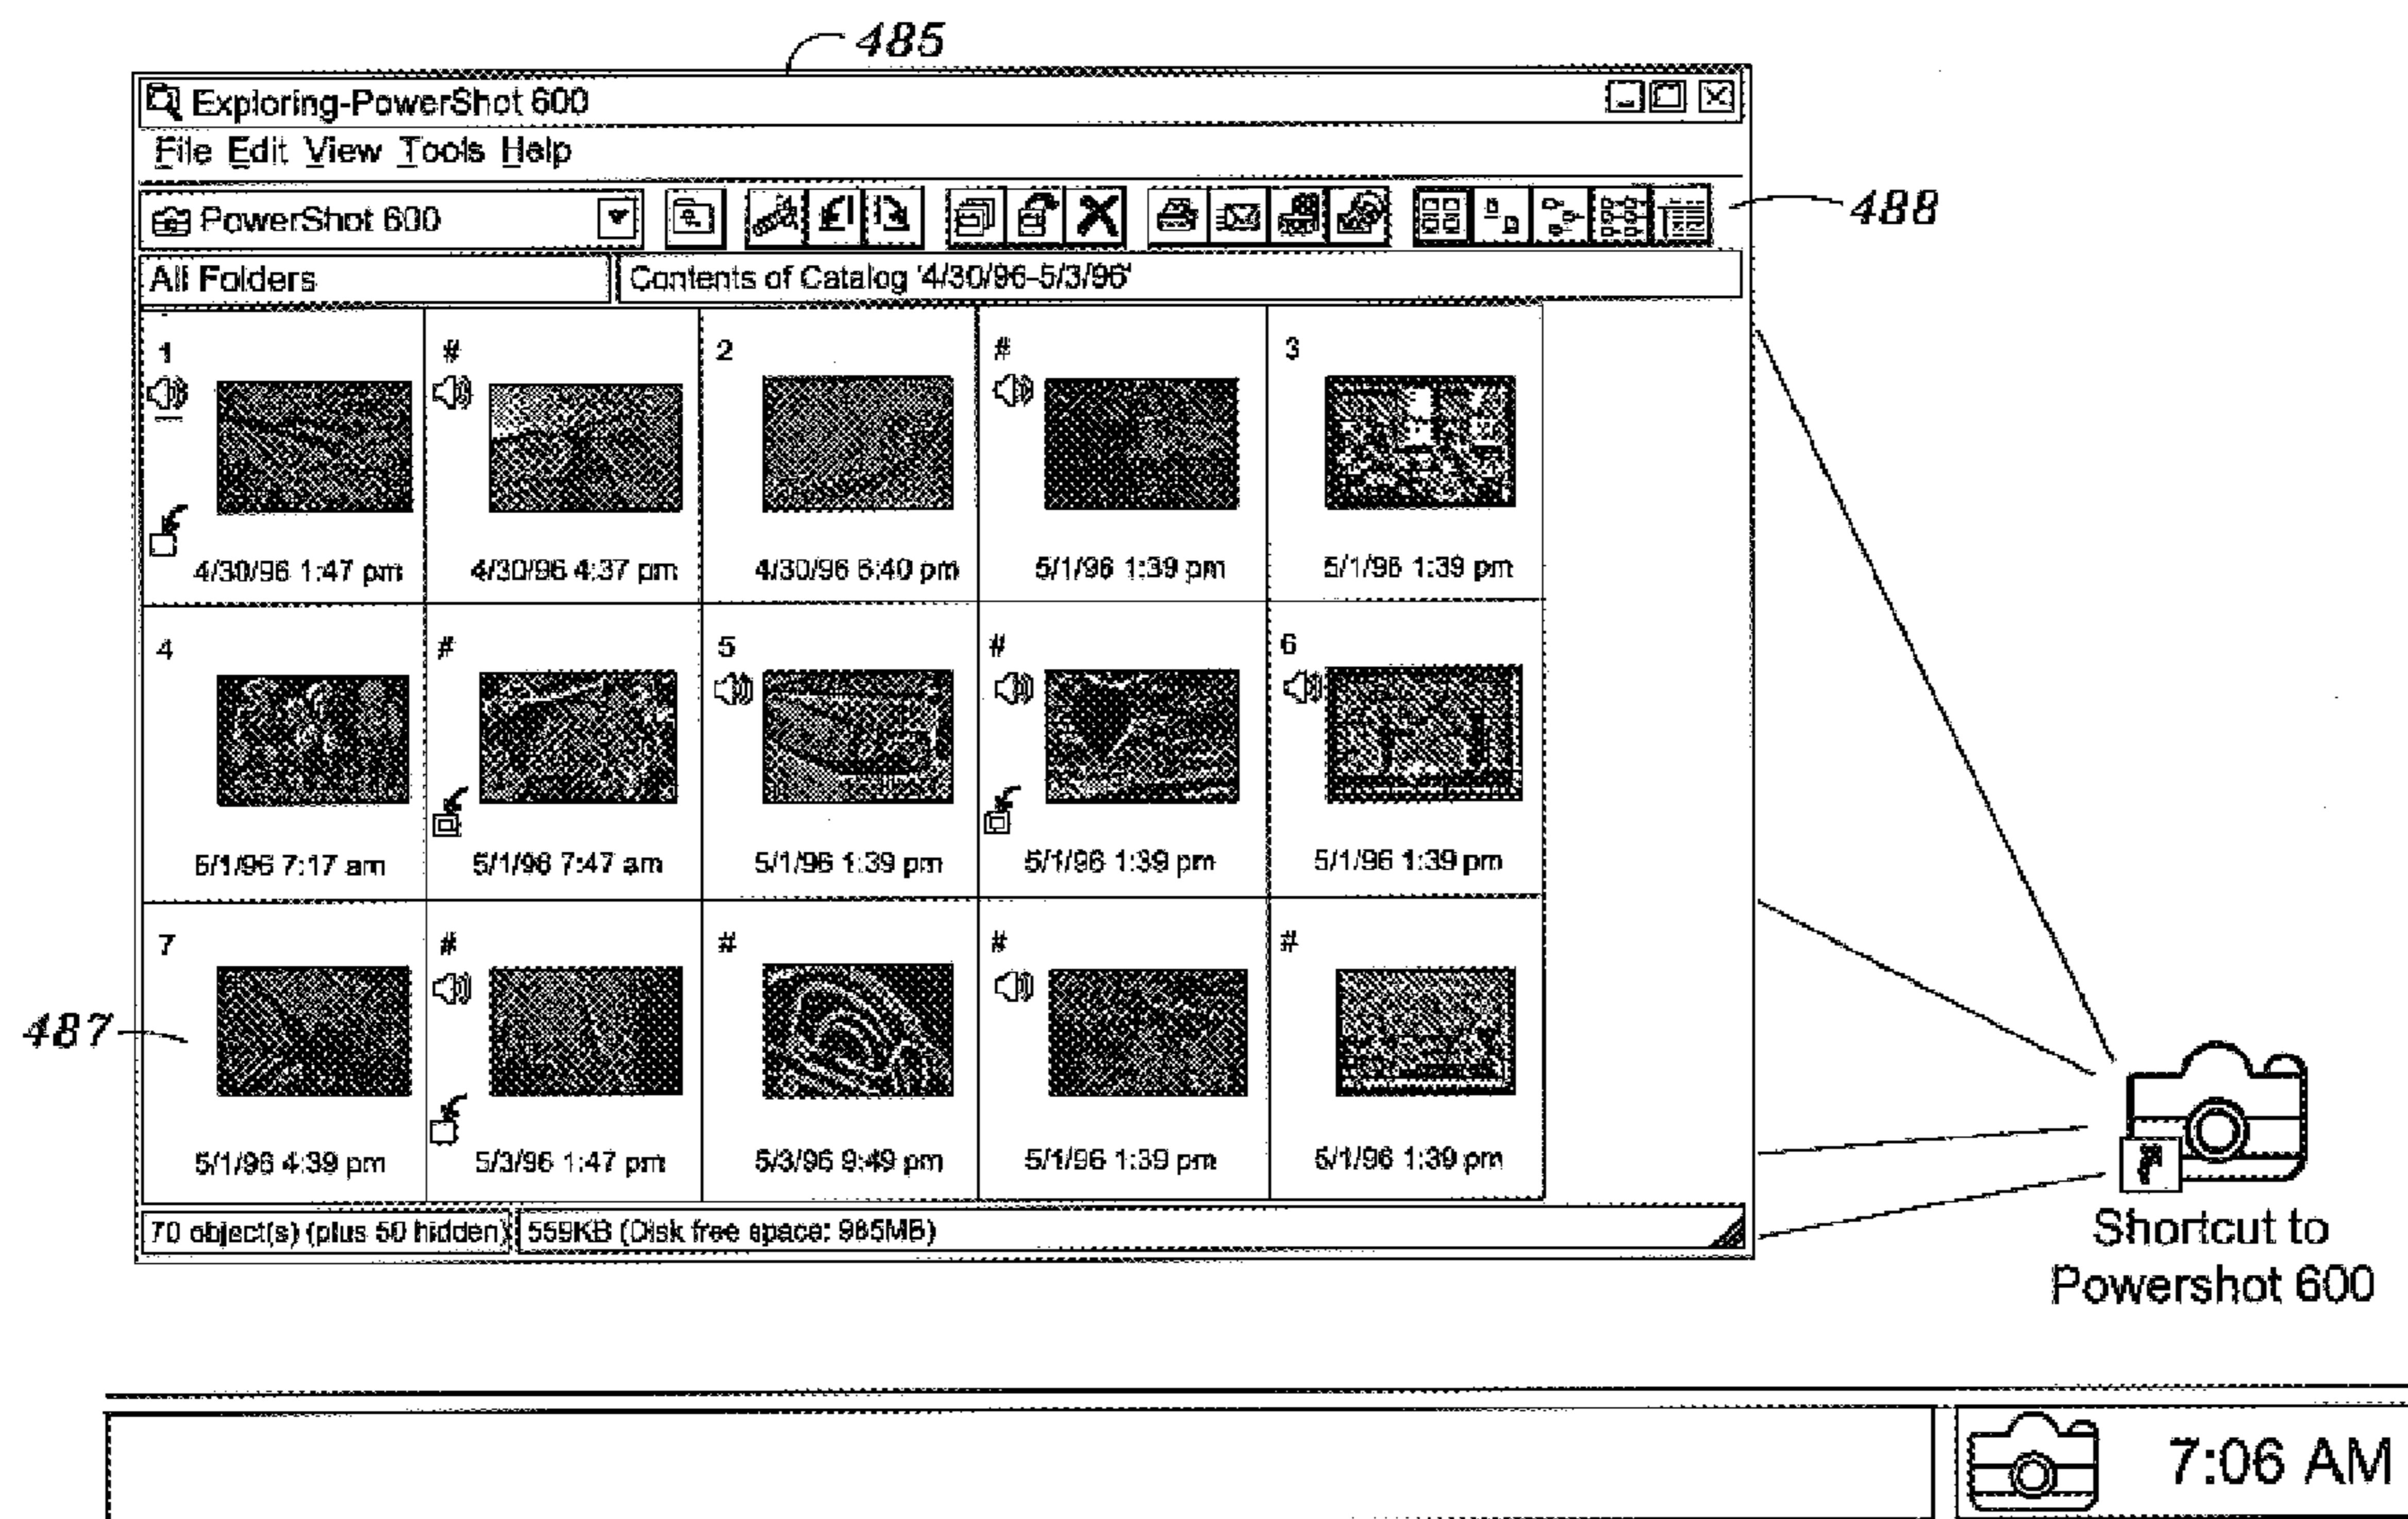 485
Exploring-PowerShot 600
File Edit View Tools Help
PowerShot 600
488
All Folders
Contents of Catalog '4/30/96-5/3/96'
1 # 2 # 3
4/30/96 1:47 pm 4/30/96 4:37 pm 4/30/96 6:40 pm 5/1/96 1:39 pm 5/1/96 1:39 pm
4 # 5 # 6
5/1/96 7:17 am 5/1/96 7:47 am 5/1/96 1:39 pm 5/1/96 1:39 pm 5/1/96 1:39 pm
7 # # # #
487
5/1/96 4:39 pm 5/3/96 1:47 pm 5/3/96 9:49 pm 5/1/96 1:39 pm 5/1/96 1:39 pm
70 object(s) (plus 50 hidden) 559KB (Disk free space: 985MB)
Shortcut to
Powershot 600
7:06 AM